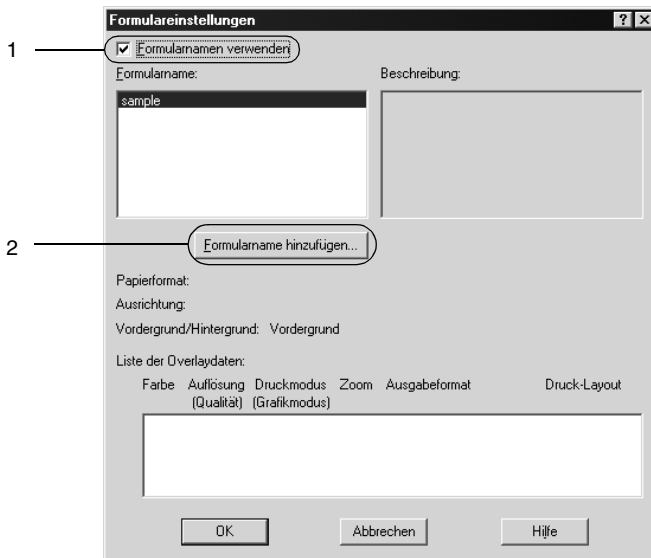 Formulareinstellungen
1
Formularnamen verwenden
Formularname:
Beschreibung:
sample
2
Formularname hinzufügen...
Papierformat:
Ausrichtung:
Vordergrund/Hintergrund: Vordergrund
Liste der Overlaydaten:
Farbe Auflösung Druckmodus Zoom Ausgabeformat Druck-Layout
(Qualität) (Grafikmodus)
OK Abbrechen Hilfe